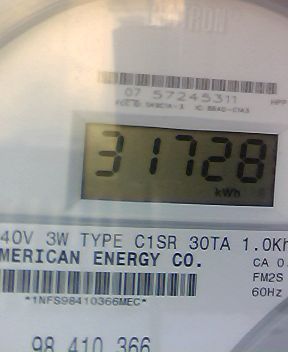 07 57245311
31728
kWh
40V 3W TYPE C1SR 30TA 1.0Kh
MERICAN ENERGY CO.
CA 0.
FM2S
60Hz
*1NFS98410366MEC*
98 410 366